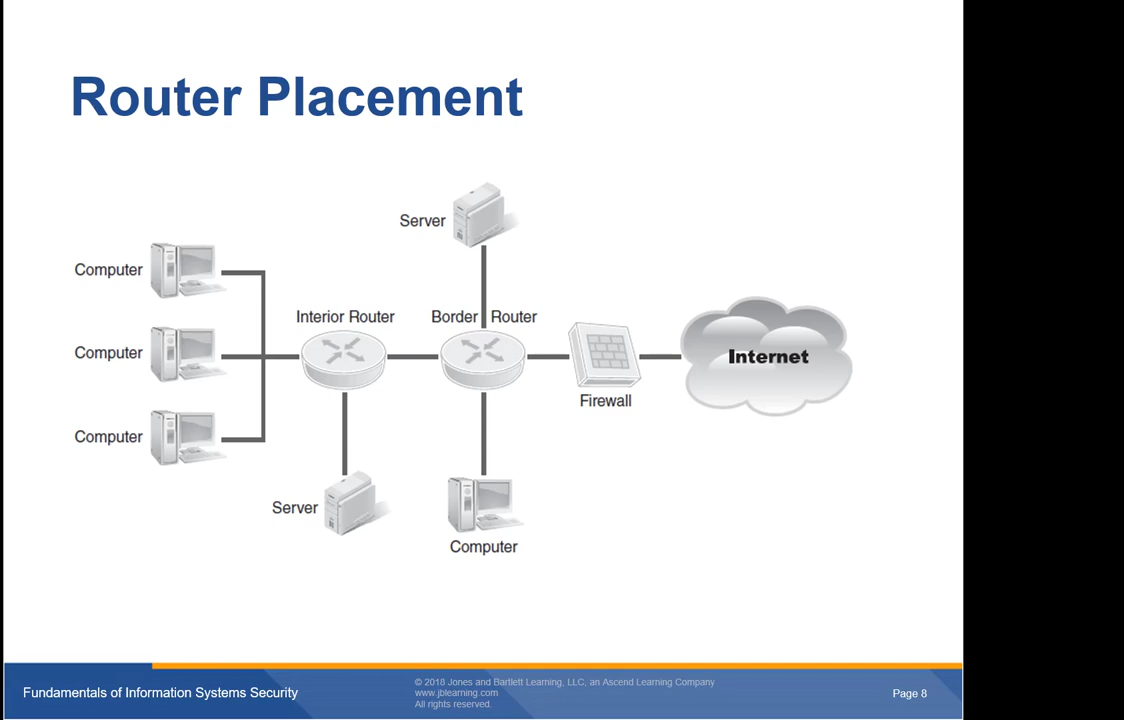 Router Placement
Server
Computer
Interior Router
Border Router
Computer
Internet
Firewall
Computer
Server
Computer
Fundamentals of Information Systems Security
© 2018 Jones and Bartlett Learning, LLC, an Ascend Learning Company
www.jblearning.com
All rights reserved.
Page 8